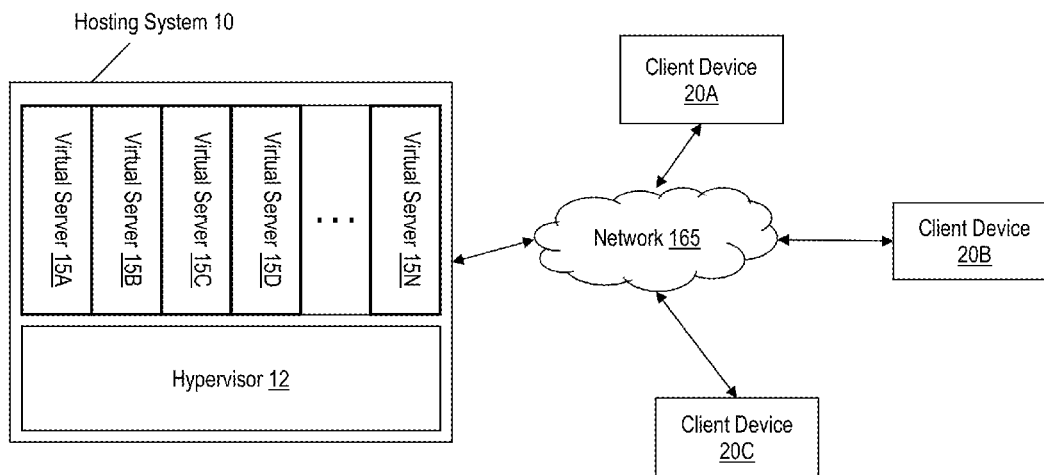 Hosting System 10
Virtual Server 15A
Virtual Server 15B
Virtual Server 15C
Virtual Server 15D
...
Virtual Server 15N
Hypervisor 12
Network 165
Client Device
20A
Client Device
20B
Client Device
20C